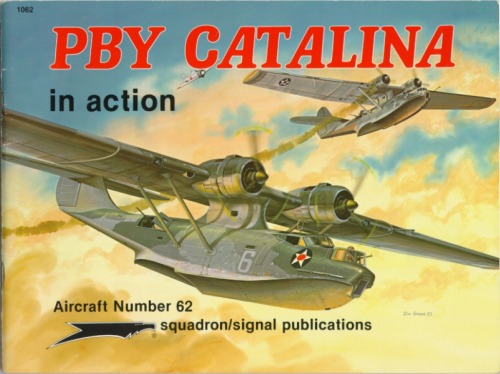 1062
PBY CATALINA
in action
6
Aircraft Number 62
squadron/signal publications